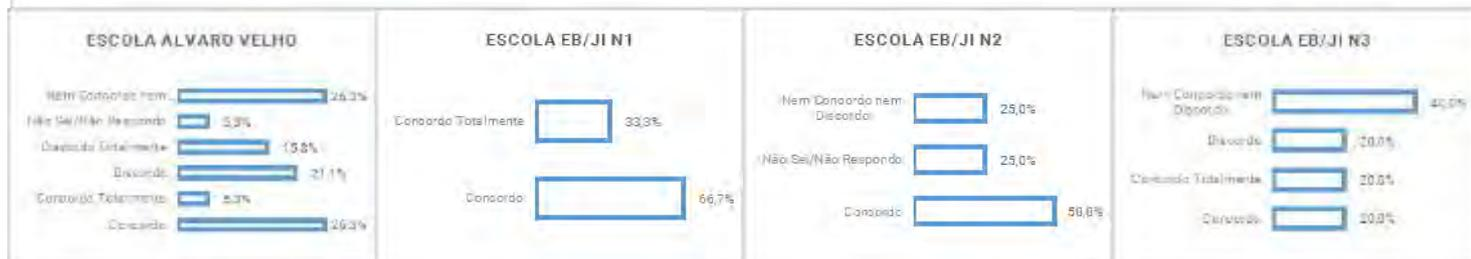 ESCOLA ALVARO VELHO
Nem Concordo nem 26,3%
Não Sei/Não Respondo 5,3%
Discordo Totalmente 15,8%
Discordo 21,1%
Concordo Totalmente 5,3%
Concordo 26,3%
ESCOLA EB/JI N1
Concordo Totalmente 33,3%
Concordo 66,7%
ESCOLA EB/JI N2
Nem Concordo nem
Discordo 25,0%
Não Sei/Não Respondo 25,0%
Concordo 50,0%
ESCOLA EB/JI N3
Nem Concordo nem
Discordo 40,0%
Discordo 20,0%
Concordo Totalmente 20,0%
Concordo 20,0%